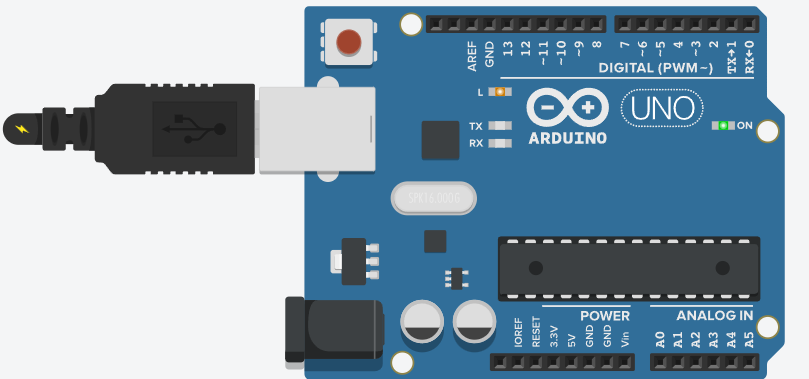 AREF
GND
13
12
~11
~10
~9
8
7
~6
~5
4
~3
2
TX→1
RX←0
DIGITAL (PWM~)
L
TX
RX
ARDUINO
UNO
ON
SPK16.000G
POWER
ANALOG IN
IOREF
RESET
3.3V
5V
GND
GND
Vin
A0
A1
A2
A3
A4
A5